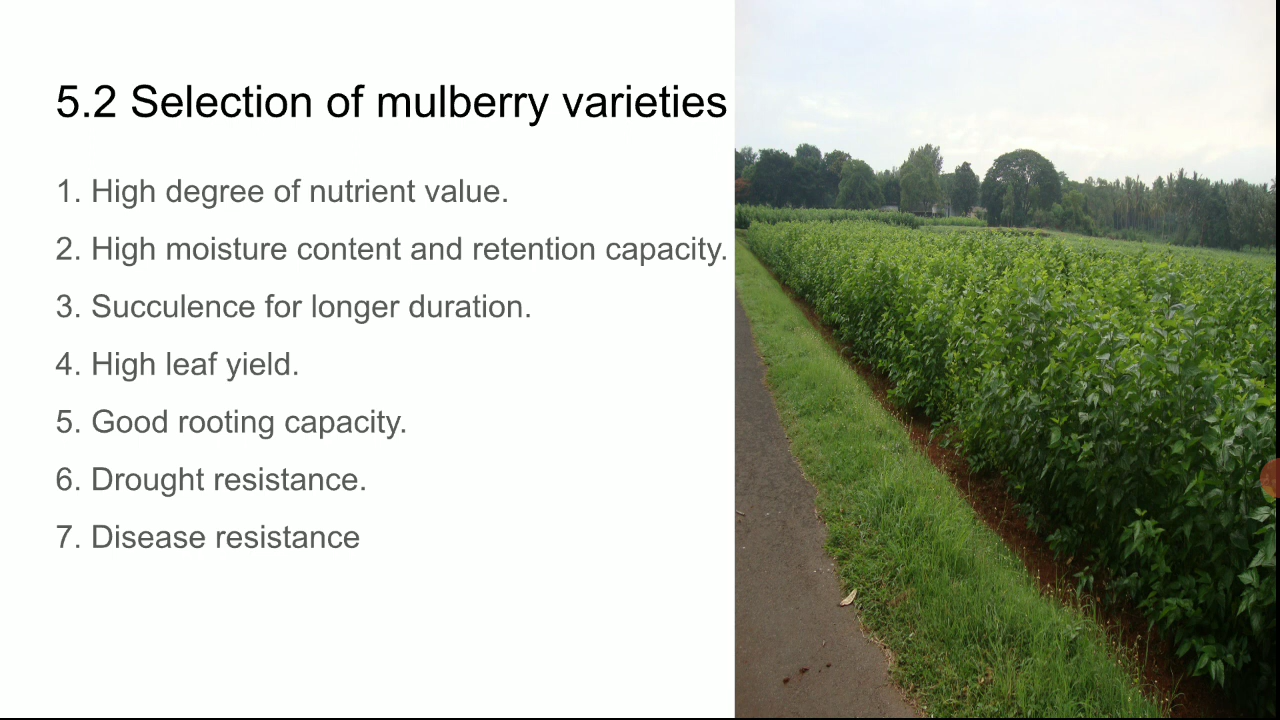 5.2 Selection of mulberry varieties
1. High degree of nutrient value.
2. High moisture content and retention capacity.
3. Succulence for longer duration.
4. High leaf yield.
5. Good rooting capacity.
6. Drought resistance.
7. Disease resistance